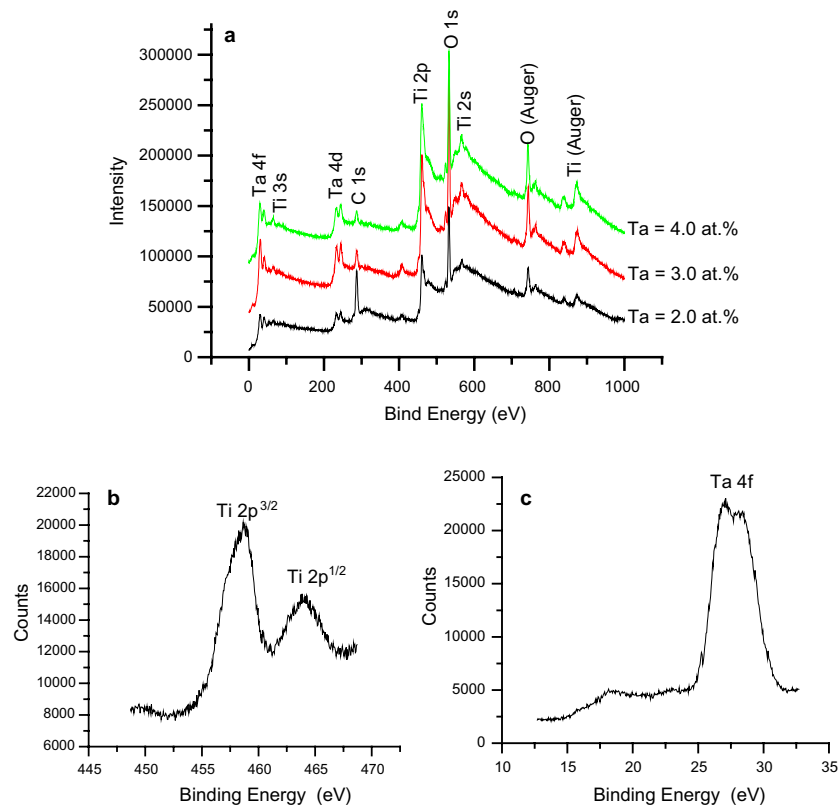 a
300000
250000
200000
150000
100000
50000
0
Intensity
Ta 4f
Ti 3s
Ta 4d
C 1s
Ti 2p
O 1s
Ti 2s
O (Auger)
Ti (Auger)
Ta = 4.0 at.%
Ta = 3.0 at.%
Ta = 2.0 at.%
0 200 400 600 800 1000
Bind Energy (eV)
b
22000
20000
18000
16000
14000
12000
10000
8000
6000
Counts
Ti 2p3/2
Ti 2p1/2
445 450 455 460 465 470
Binding Energy (eV)
c
25000
20000
15000
10000
5000
0
Counts
Ta 4f
10 15 20 25 30 35
Binding Energy (eV)